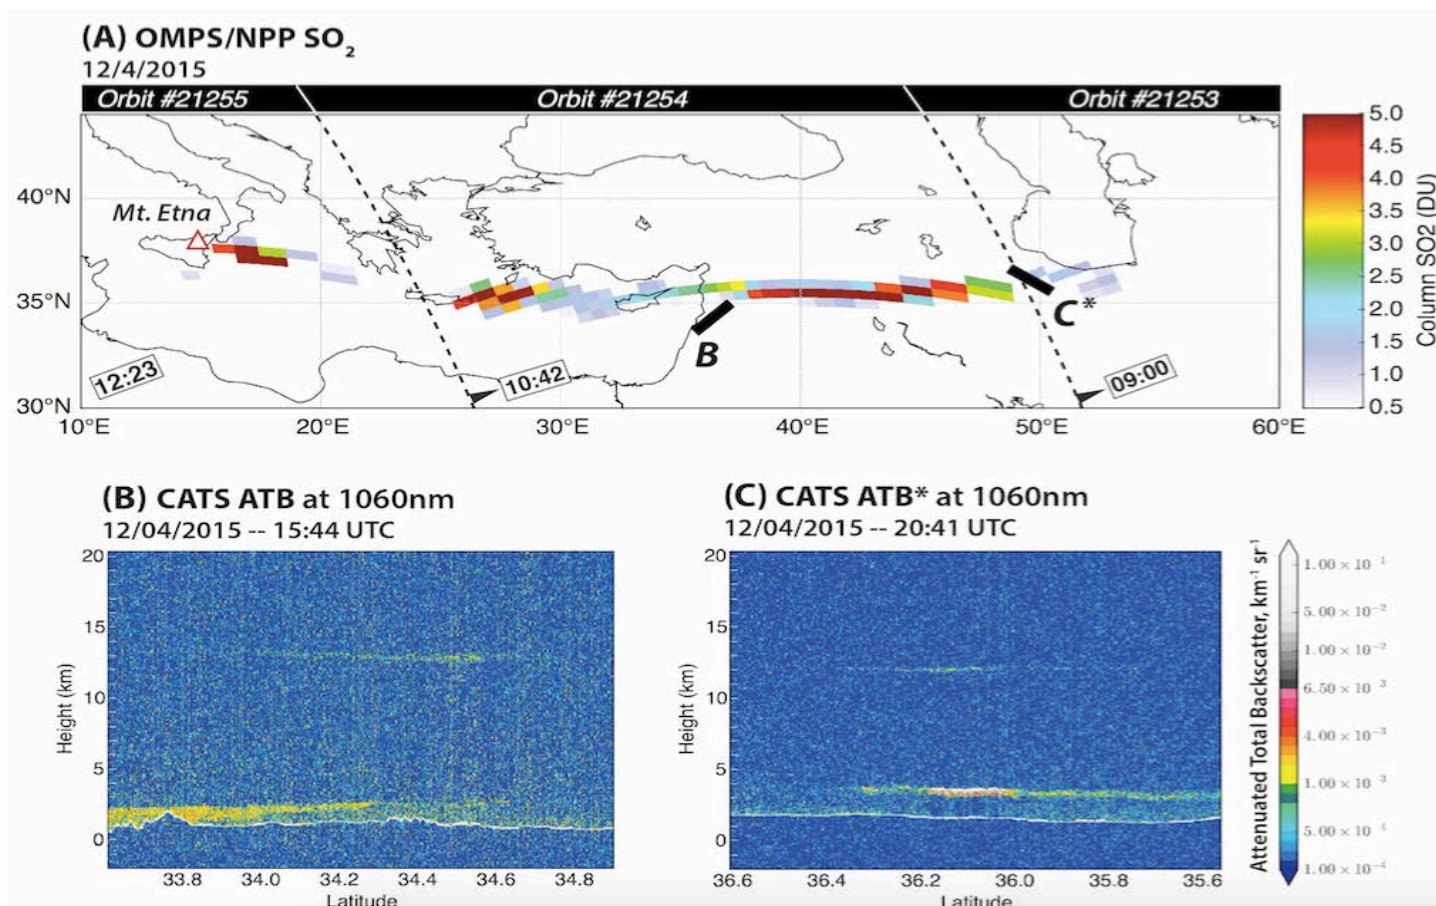 (A) OMPS/NPP SO2
12/4/2015
Orbit #21255 Orbit #21254 Orbit #21253
Mt. Etna
B
C*
12:23
10:42
09:00
40°N
35°N
30°N
10°E 20°E 30°E 40°E 50°E 60°E
5.0
4.5
4.0
3.5
3.0
2.5
2.0
1.5
1.0
0.5
Column SO2 (DU)
(B) CATS ATB at 1060nm
12/04/2015 -- 15:44 UTC
20
15
10
5
0
Height (km)
33.8 34.0 34.2 34.4 34.6 34.8
Latitude
(C) CATS ATB* at 1060nm
12/04/2015 -- 20:41 UTC
20
15
10
5
0
Height (km)
36.6 36.4 36.2 36.0 35.8 35.6
Latitude
Attenuated Total Backscatter, km-1 sr-1
1.00 × 10 -1
5.00 × 10 -2
1.00 × 10 -2
6.50 × 10 -3
4.00 × 10 -3
1.00 × 10 -3
5.00 × 10 -4
1.00 × 10 -4